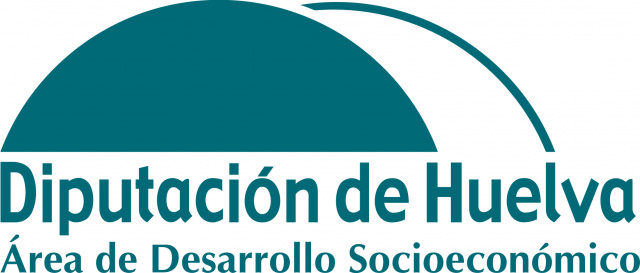 Diputación de Huelva
Área de Desarrollo Socioeconómico